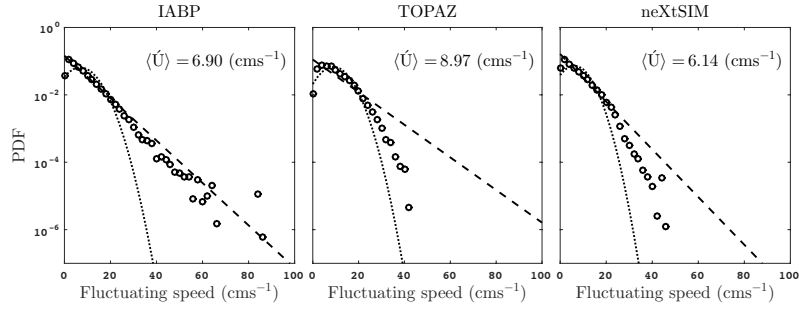 IABP TOPAZ neXtSIM
10⁰
⟨Ú⟩ = 6.90 (cms⁻¹) ⟨Ú⟩ = 8.97 (cms⁻¹) ⟨Ú⟩ = 6.14 (cms⁻¹)
10⁻²
PDF
10⁻⁴
10⁻⁶
0 20 40 60 80 100 0 20 40 60 80 100 0 20 40 60 80 100
Fluctuating speed (cms⁻¹) Fluctuating speed (cms⁻¹) Fluctuating speed (cms⁻¹)